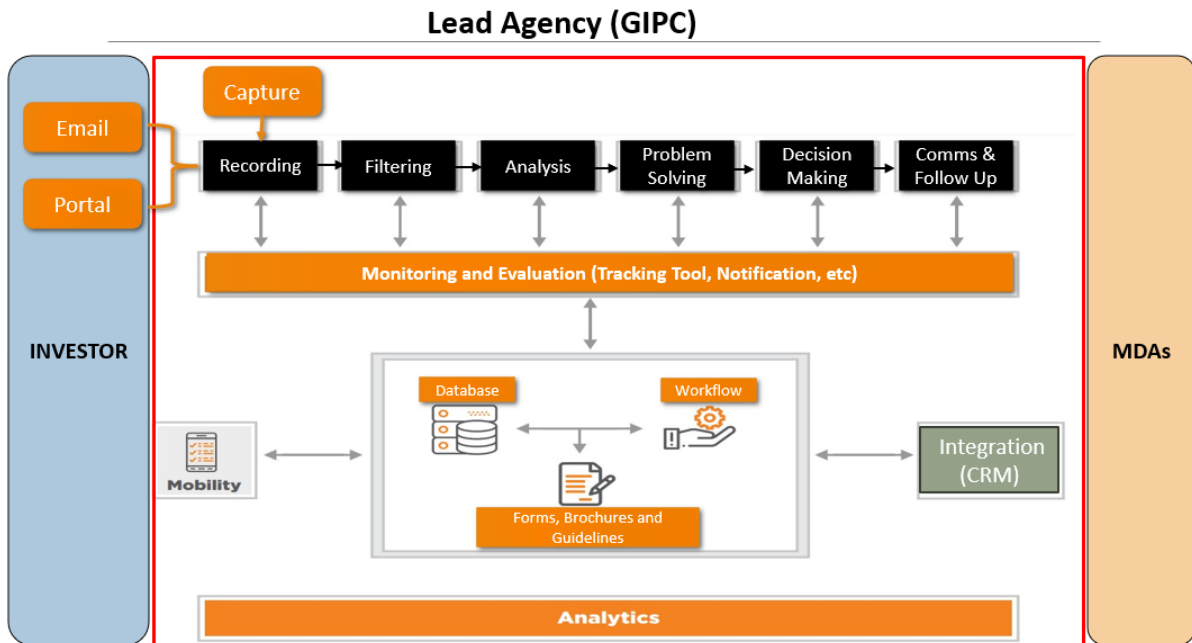 Lead Agency (GIPC)
Capture
Email
Portal
Recording
Filtering
Analysis
Problem
Solving
Decision
Making
Comms &
Follow Up
Monitoring and Evaluation (Tracking Tool, Notification, etc)
INVESTOR
MDAs
Database
Workflow
Mobility
Forms, Brochures and
Guidelines
Integration
(CRM)
Analytics